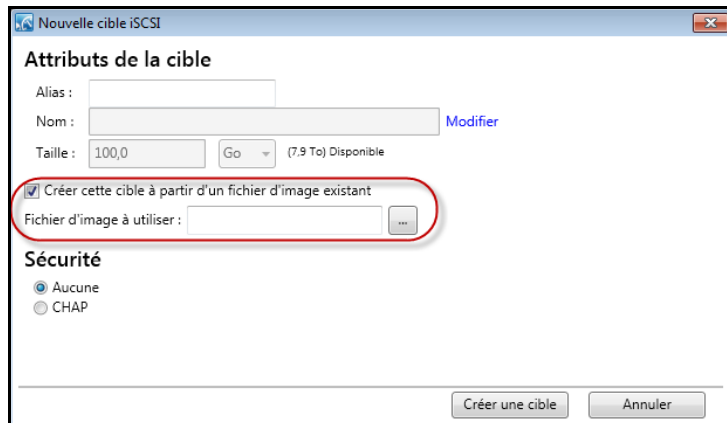 Nouvelle cible iSCSI
Attributs de la cible
Alias :
Nom : Modifier
Taille : 100,0 Go (7,9 To) Disponible
Créer cette cible à partir d'un fichier d'image existant
Fichier d'image à utiliser : ...
Sécurité
Aucune
CHAP
Créer une cible Annuler